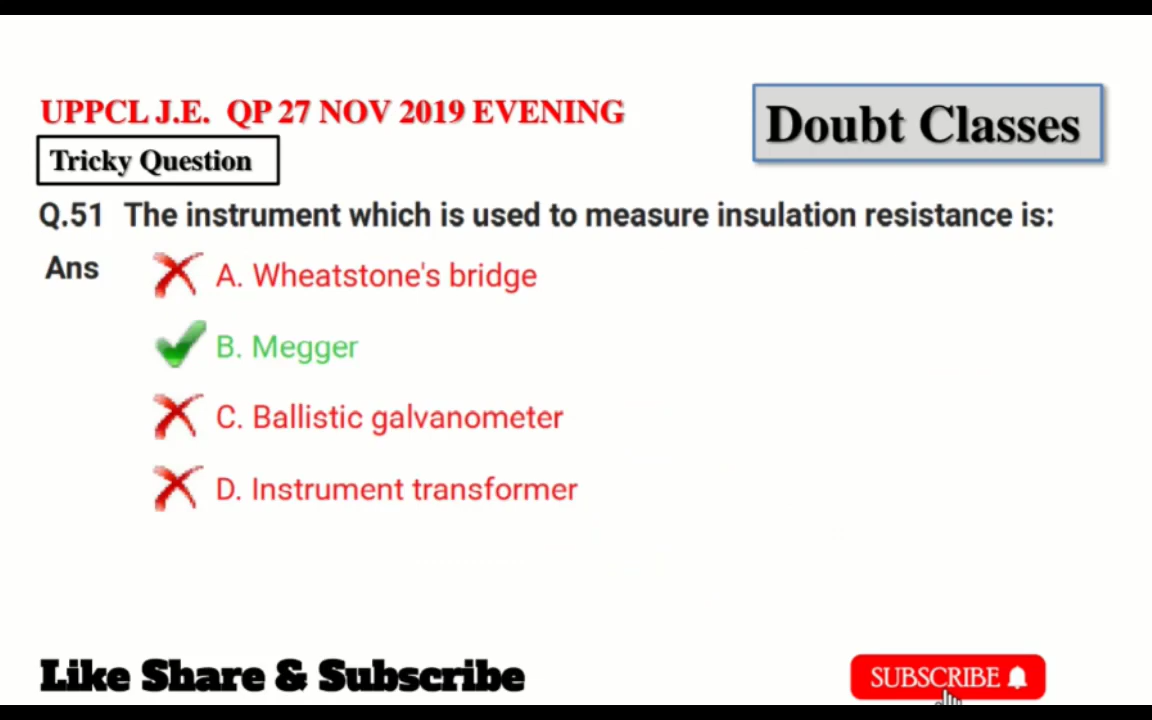 UPPCL J.E. QP 27 NOV 2019 EVENING
Doubt Classes
Tricky Question
Q.51 The instrument which is used to measure insulation resistance is:
Ans A. Wheatstone's bridge
B. Megger
C. Ballistic galvanometer
D. Instrument transformer
Like Share & Subscribe
SUBSCRIBE